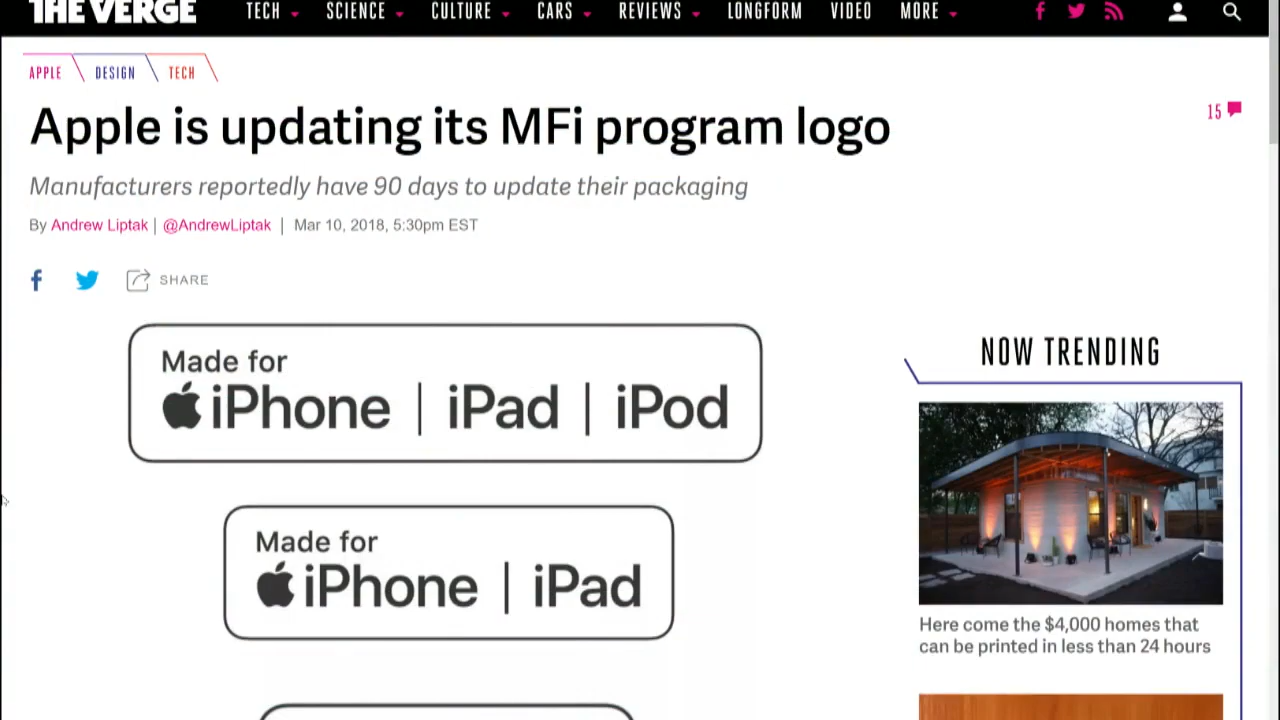 THE VERGE
TECH SCIENCE CULTURE CARS REVIEWS LONGFORM VIDEO MORE
APPLE DESIGN TECH
Apple is updating its MFi program logo
15
Manufacturers reportedly have 90 days to update their packaging
By Andrew Liptak | @AndrewLiptak | Mar 10, 2018, 5:30pm EST
SHARE
Made for
iPhone | iPad | iPod
Made for
iPhone | iPad
NOW TRENDING
Here come the $4,000 homes that
can be printed in less than 24 hours